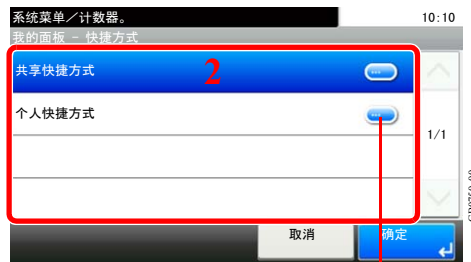 系统菜单／计数器。 10:10
我的面板 - 快捷方式
共享快捷方式 2
个人快捷方式
1/1
取消 确定